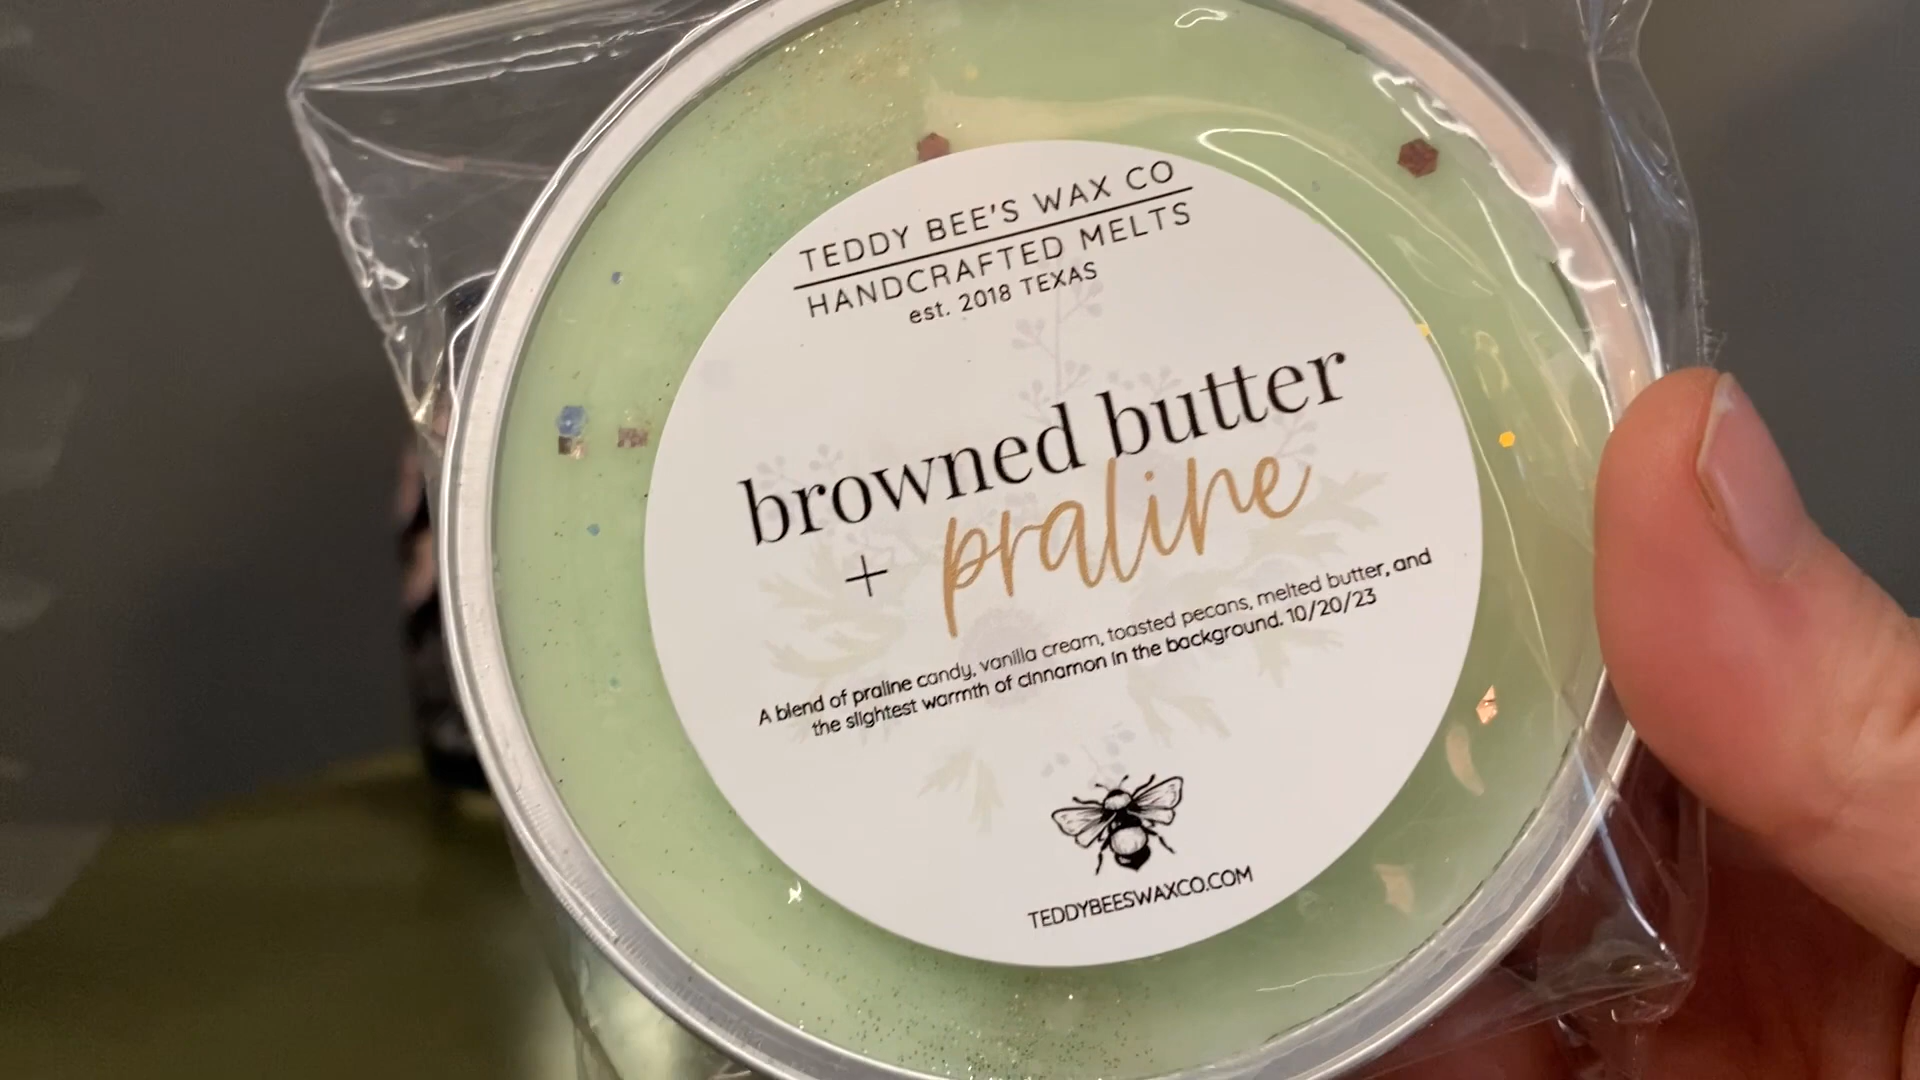 TEDDY BEE'S WAX CO
HANDCRAFTED MELTS
est. 2018 TEXAS
browned butter
+ praline
A blend of praline candy, vanilla cream, toasted pecans, melted butter, and
the slightest warmth of cinnamon in the background. 10/20/23
TEDDYBEESWAXCO.COM